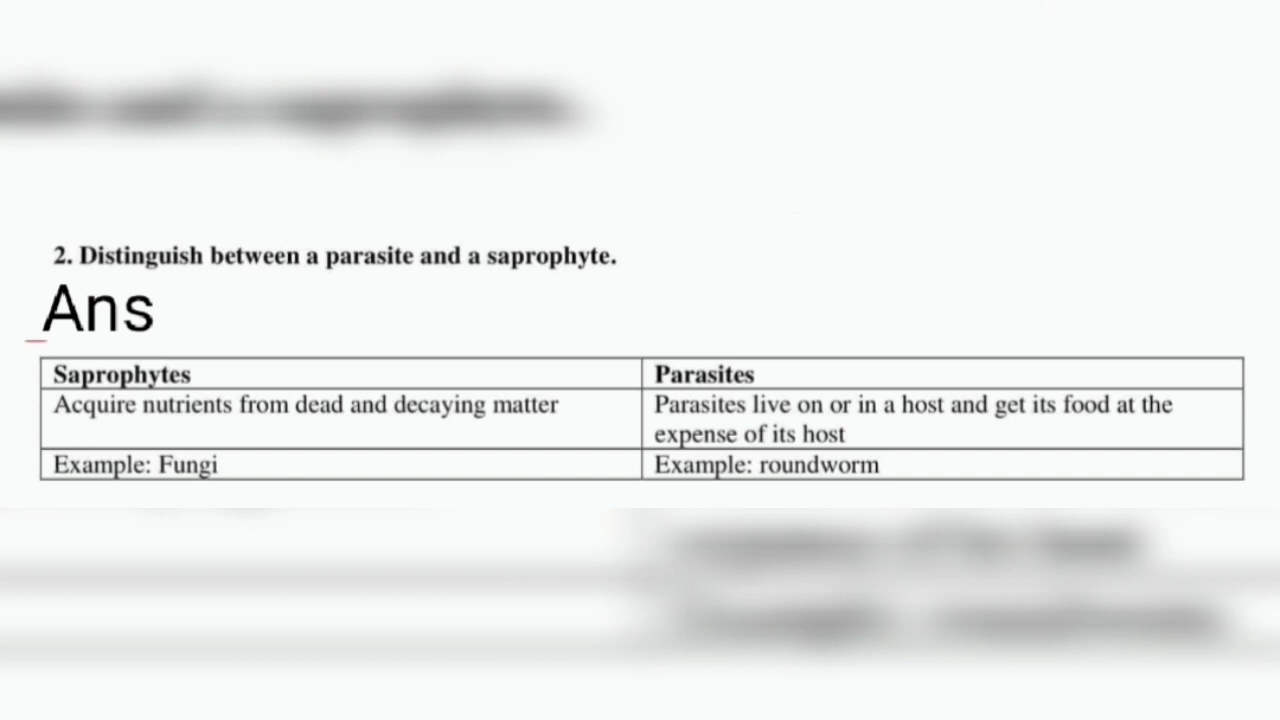 2. Distinguish between a parasite and a saprophyte.
Ans
Saprophytes
Parasites
Acquire nutrients from dead and decaying matter
Parasites live on or in a host and get its food at the
expense of its host
Example: Fungi
Example: roundworm